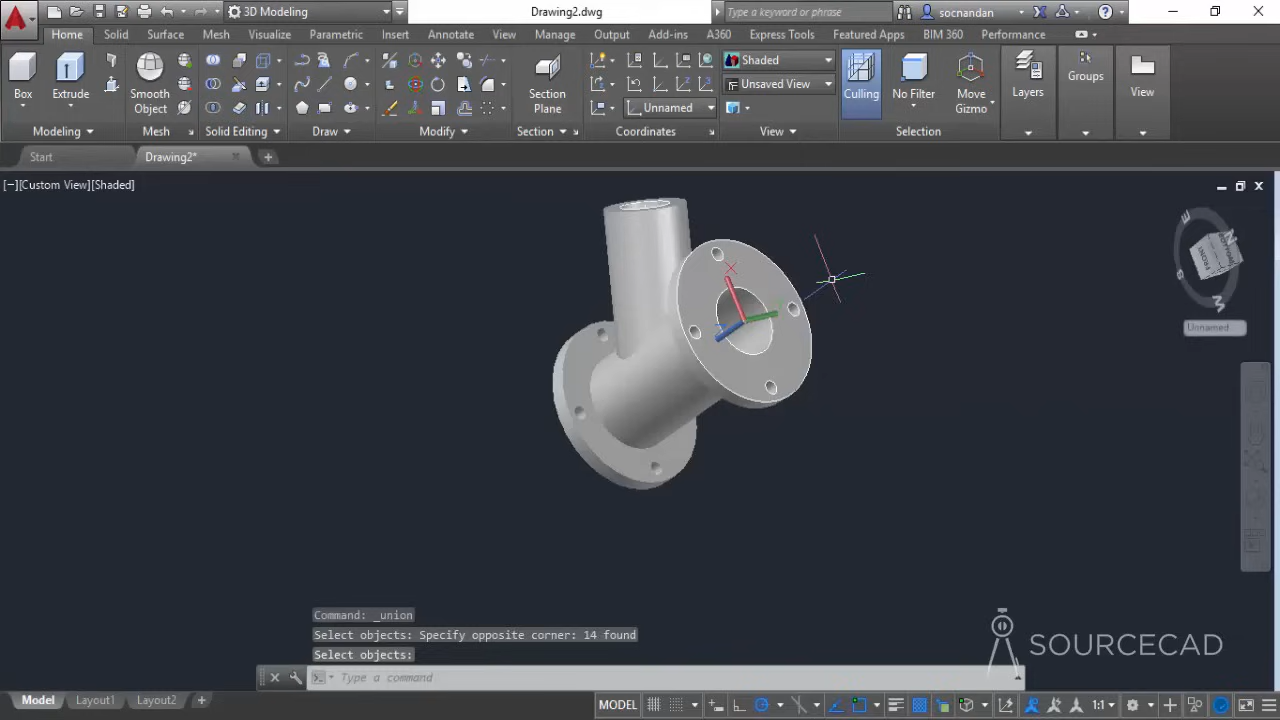 3D Modeling
Drawing2.dwg
Type a keyword or phrase
socnandan
Home Solid Surface Mesh Visualize Parametric Insert Annotate View Manage Output Add-ins A360 Express Tools Featured Apps BIM 360 Performance
Box
Extrude
Smooth
Object
Section
Plane
Shaded
Unsaved View
Unnamed
Culling
No Filter
Move
Gizmo
Layers
Groups
View
Modeling
Mesh
Solid Editing
Draw
Modify
Section
Coordinates
View
Selection
Start
Drawing2*
[−][Custom View][Shaded]
E
N
FRONT
S
Unnamed
X
Z
Command: _union
Select objects: Specify opposite corner: 14 found
Select objects:
Type a command
SOURCECAD
Model
Layout1
Layout2
MODEL
1:1